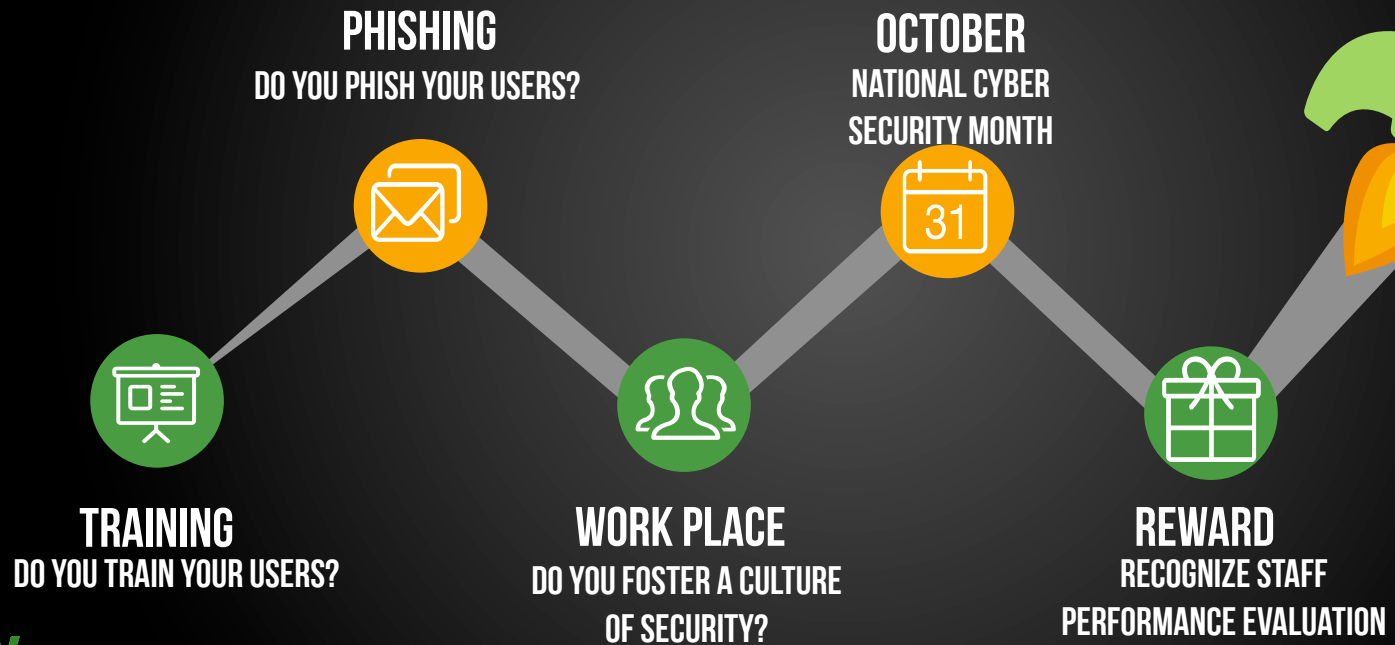 PHISHING
DO YOU PHISH YOUR USERS?
OCTOBER
NATIONAL CYBER
SECURITY MONTH
31
TRAINING
DO YOU TRAIN YOUR USERS?
WORK PLACE
DO YOU FOSTER A CULTURE
OF SECURITY?
REWARD
RECOGNIZE STAFF
PERFORMANCE EVALUATION